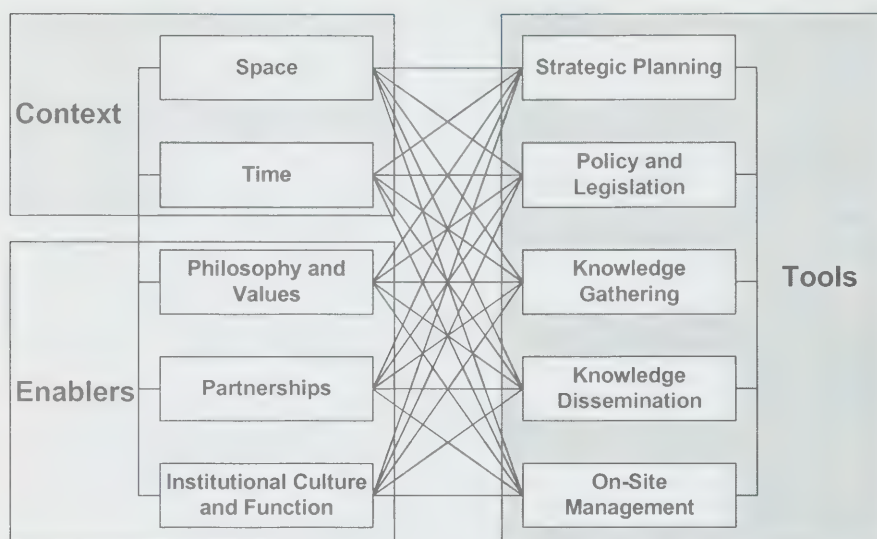 Context
Space
Time
Enablers
Philosophy and
Values
Partnerships
Institutional Culture
and Function
Strategic Planning
Policy and
Legislation
Knowledge
Gathering
Knowledge
Dissemination
On-Site
Management
Tools